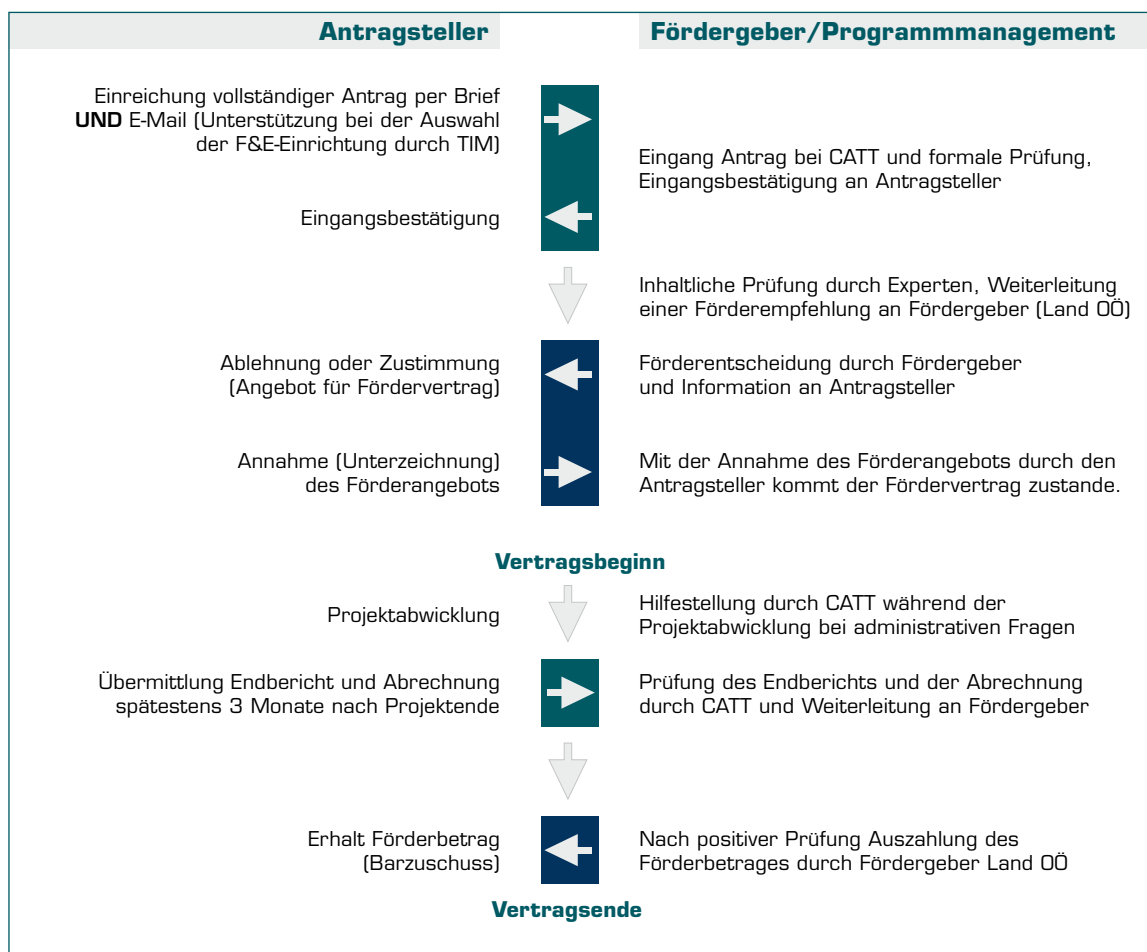 Antragsteller
Fördergeber/Programmmanagement
Einreichung vollständiger Antrag per Brief
UND E-Mail (Unterstützung bei der Auswahl
der F&E-Einrichtung durch TIM)
Eingang Antrag bei CATT und formale Prüfung,
Eingangsbestätigung an Antragsteller
Eingangsbestätigung
Inhaltliche Prüfung durch Experten, Weiterleitung
einer Förderempfehlung an Fördergeber (Land OÖ)
Ablehnung oder Zustimmung
(Angebot für Fördervertrag)
Förderentscheidung durch Fördergeber
und Information an Antragsteller
Annahme (Unterzeichnung)
des Förderangebots
Mit der Annahme des Förderangebots durch den
Antragsteller kommt der Fördervertrag zustande.
Vertragsbeginn
Projektabwicklung
Hilfestellung durch CATT während der
Projektabwicklung bei administrativen Fragen
Übermittlung Endbericht und Abrechnung
spätestens 3 Monate nach Projektende
Prüfung des Endberichts und der Abrechnung
durch CATT und Weiterleitung an Fördergeber
Erhalt Förderbetrag
(Barzuschuss)
Nach positiver Prüfung Auszahlung des
Förderbetrages durch Fördergeber Land OÖ
Vertragsende